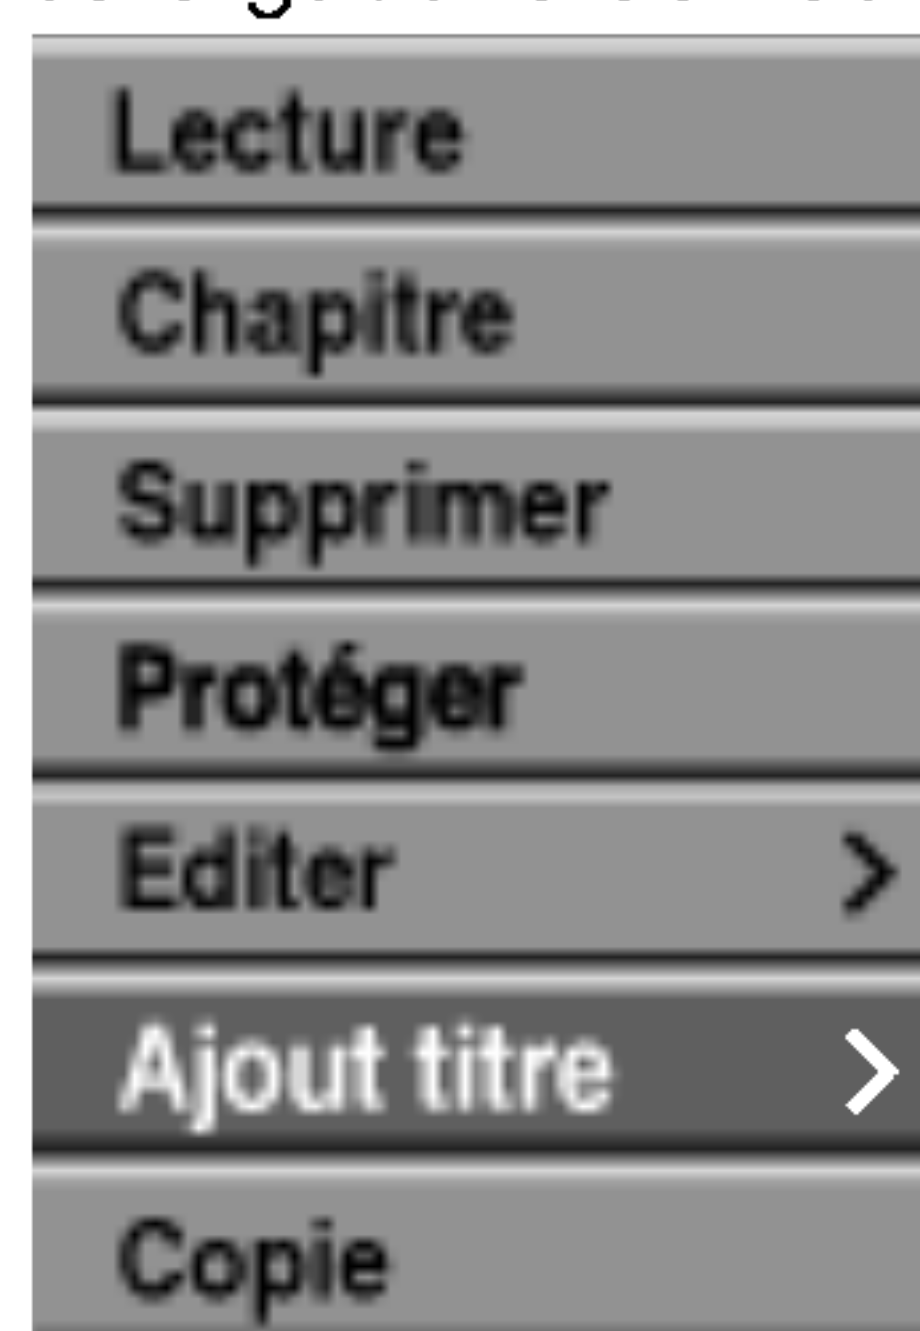 Lecture
Chapitre
Supprimer
Protéger
Editer >
Ajout titre >
Copie